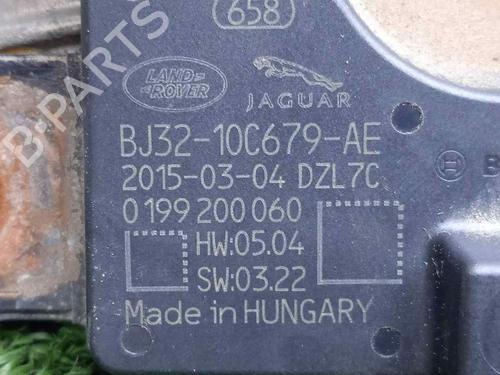 658
LAND ROVER
JAGUAR
BJ32-10C679-AE
2015-03-04 DZL7C
0 199 200 060
HW:05.04
SW:03.22
Made in HUNGARY
B-Parts